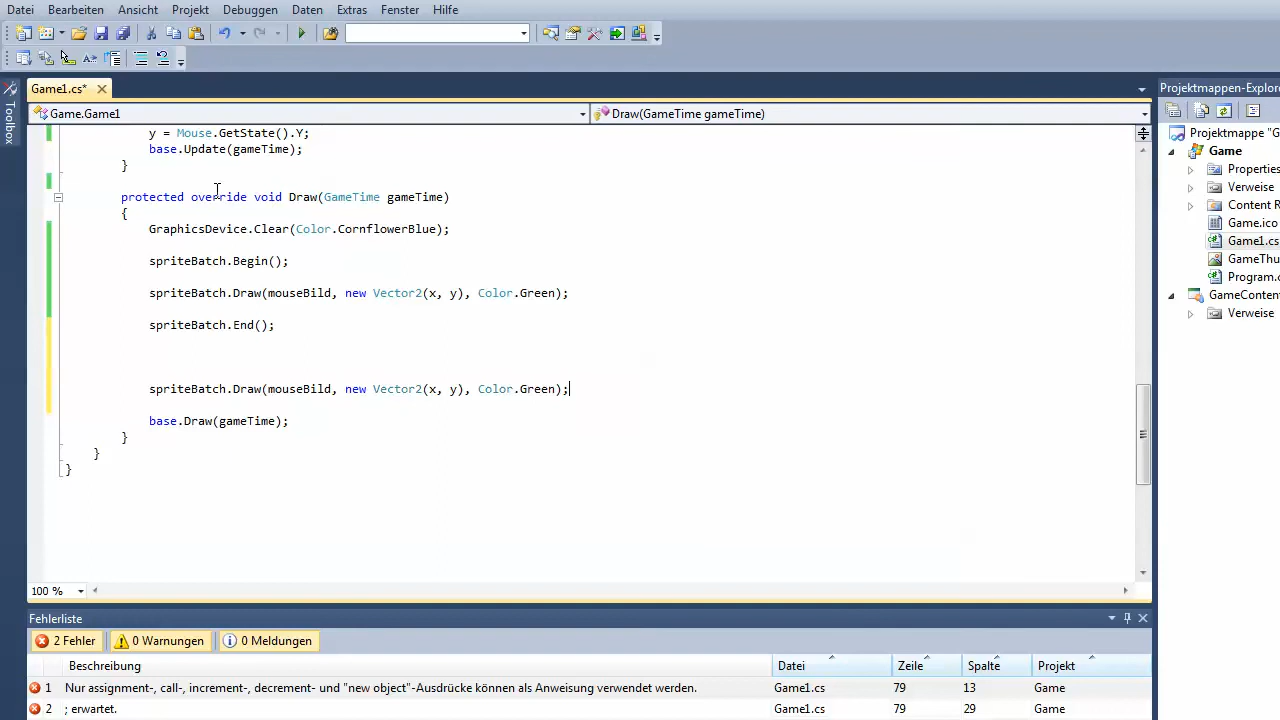 Datei Bearbeiten Ansicht Projekt Debuggen Daten Extras Fenster Hilfe
Game1.cs*
Toolbox
Game.Game1 Draw(GameTime gameTime)
y = Mouse.GetState().Y;
base.Update(gameTime);
}
protected override void Draw(GameTime gameTime)
{
GraphicsDevice.Clear(Color.CornflowerBlue);
spriteBatch.Begin();
spriteBatch.Draw(mouseBild, new Vector2(x, y), Color.Green);
spriteBatch.End();
spriteBatch.Draw(mouseBild, new Vector2(x, y), Color.Green);
base.Draw(gameTime);
}
}
}
100 %
Projektmappen-Explore
Projektmappe "G
Game
Properties
Verweise
Content R
Game.ico
Game1.cs
GameThu
Program.c
GameConten
Verweise
Fehlerliste
2 Fehler 0 Warnungen 0 Meldungen
Beschreibung Datei Zeile Spalte Projekt
1 Nur assignment-, call-, increment-, decrement- und "new object"-Ausdrücke können als Anweisung verwendet werden. Game1.cs 79 13 Game
2 ; erwartet. Game1.cs 79 29 Game